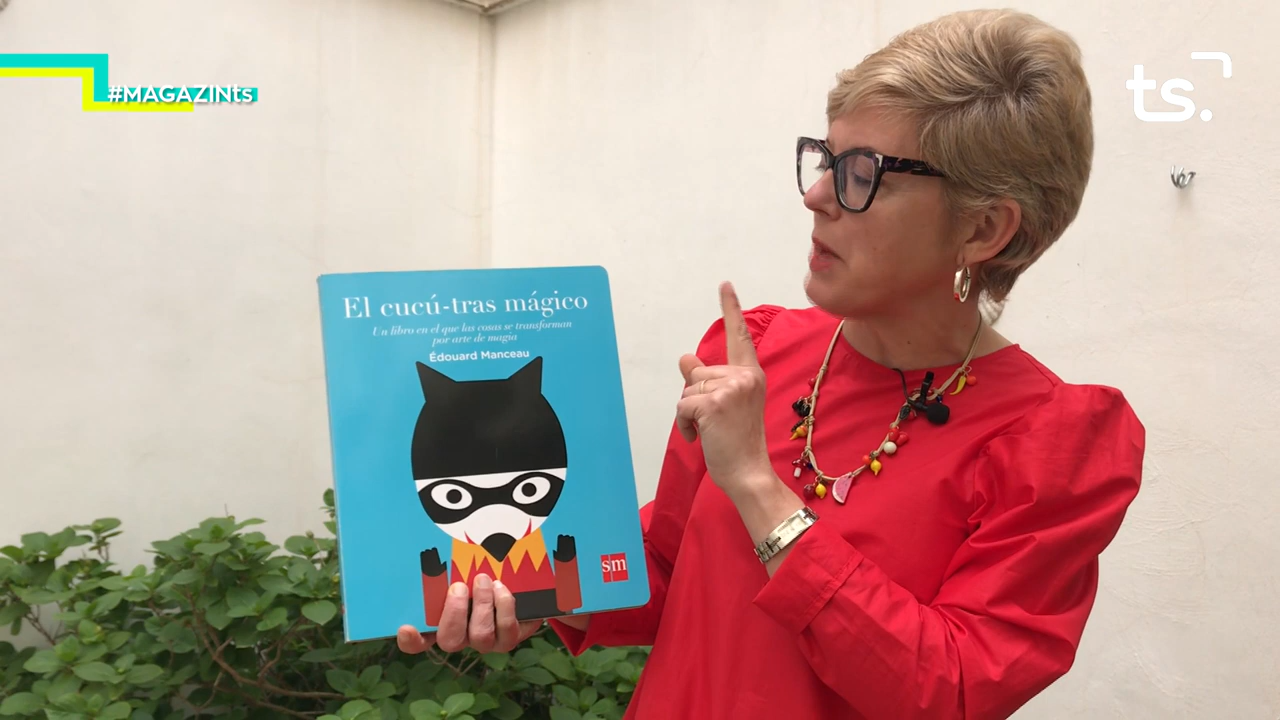 #MAGAZINts
ts.
El cucú-tras mágico
Un libro en el que las cosas se transforman
por arte de magia
Édouard Manceau
sm